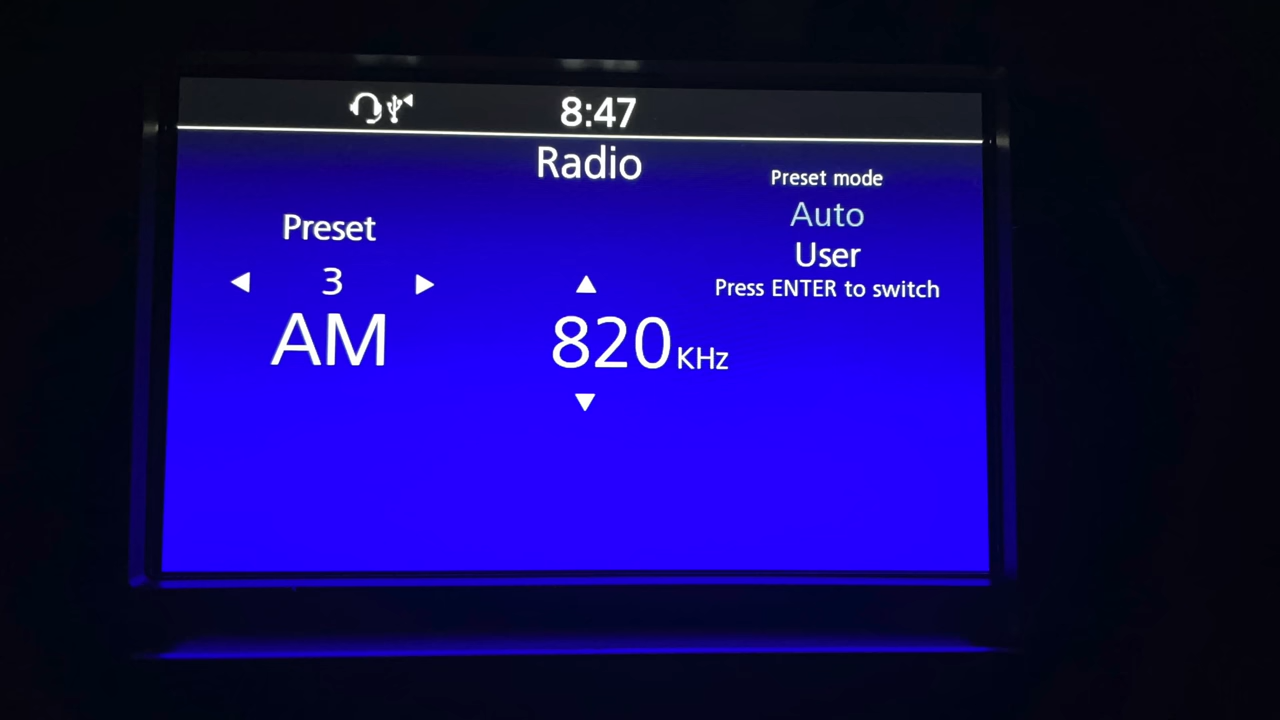 8:47
Radio
Preset mode
Auto
User
Press ENTER to switch
Preset
3
AM
820 KHz